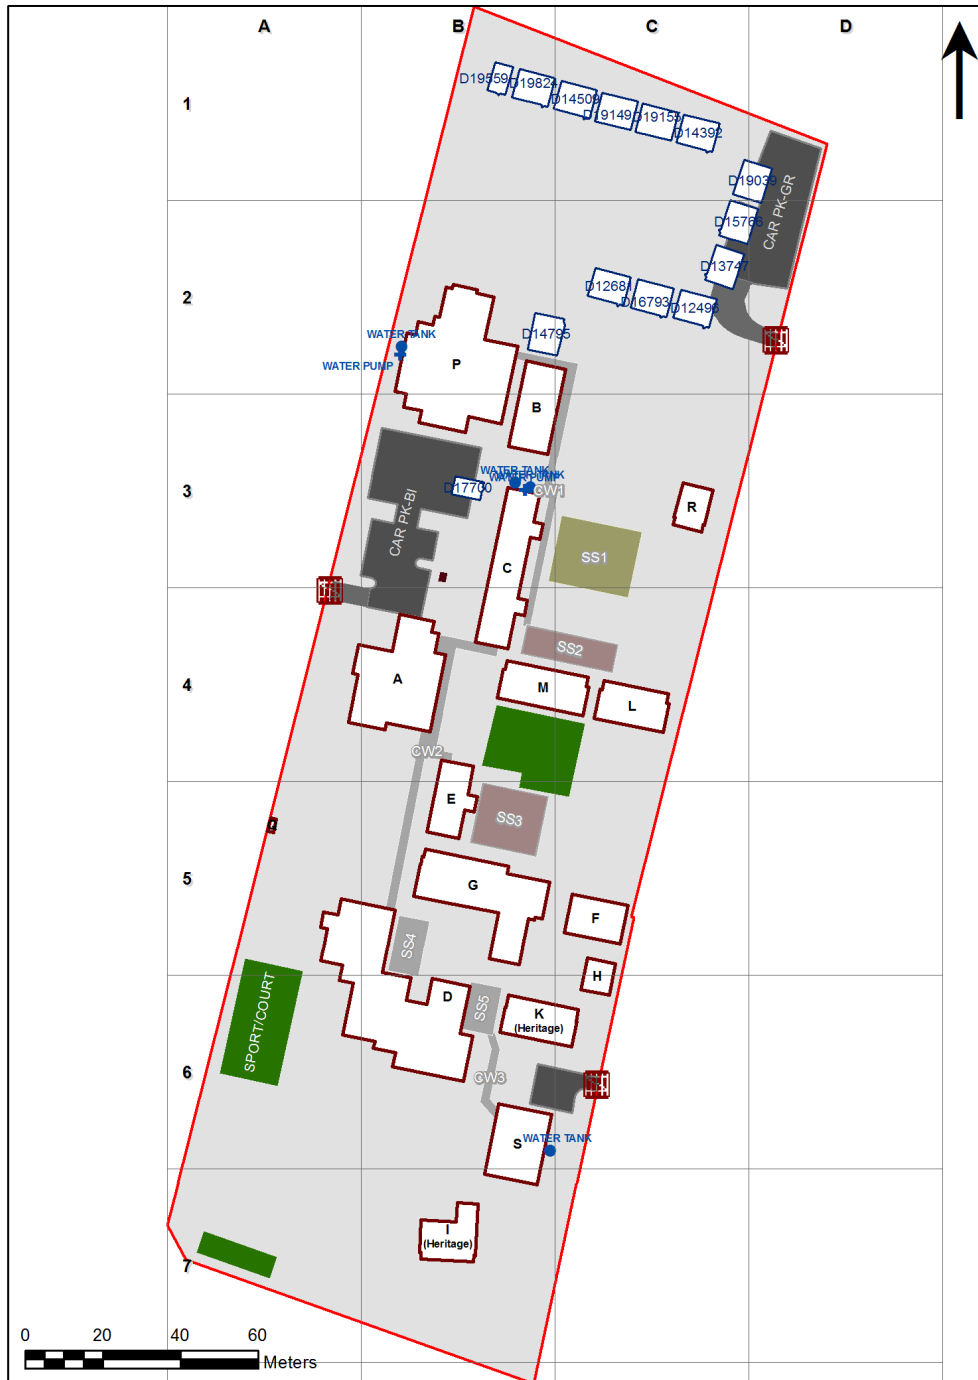 A
B
C
D
1
D19559
D19824
D14509
D19149
D19155
D14392
D19039
D15766
CAR PK-GR
D13747
2
D12681
D16793
D12496
D14795
WATER TANK
WATER PUMP
P
B
3
WATER TANK
WATER TANK
WATER PUMP
D17700
CW1
R
CAR PK-BI
SS1
C
SS2
4
A
M
L
CW2
E
SS3
5
G
F
SS4
H
D
SS5
K
(Heritage)
SPORT/COURT
6
CW3
S
WATER TANK
I
(Heritage)
7
0 20 40 60
Meters